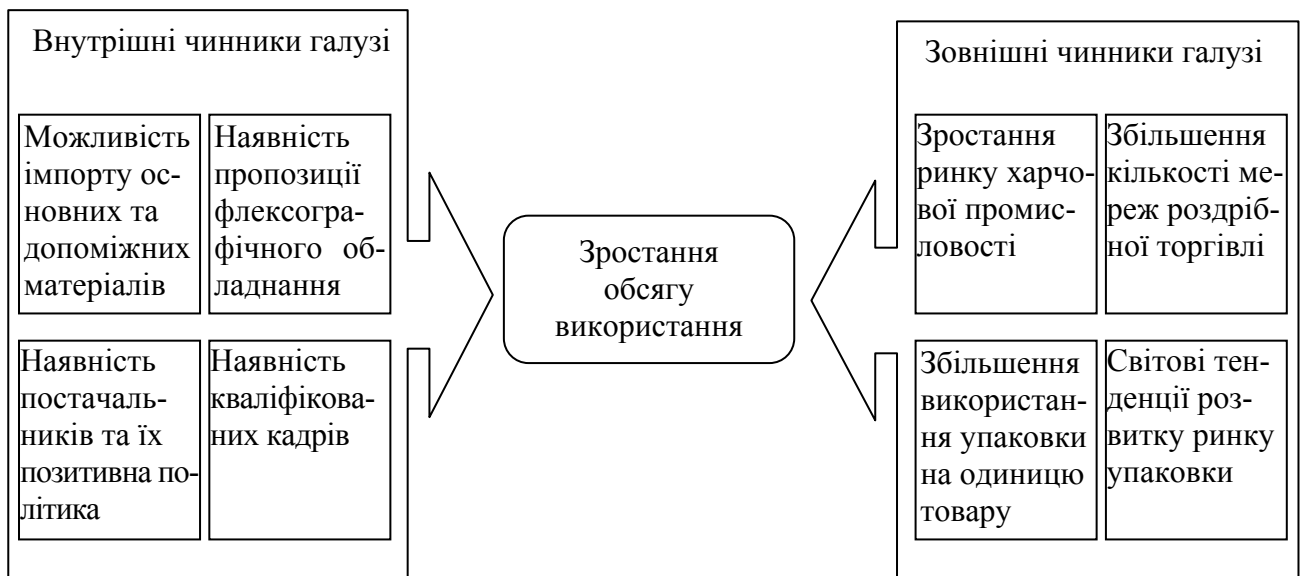 Внутрішні чинники галузі
Можливість
імпорту ос-
новних та
допоміжних
матеріалів
Наявність
пропозиції
флексогра-
фічного об-
ладнання
Наявність
постачаль-
ників та їх
позитивна по-
літика
Наявність
кваліфікова-
них кадрів
Зростання
обсягу
використання
Зовнішні чинники галузі
Зростання
ринку харчо-
вої промис-
ловості
Збільшення
кількості ме-
реж роздріб-
ної торгівлі
Збільшення
використан-
ня упаковки
на одиницю
товару
Світові тен-
денції роз-
витку ринку
упаковки